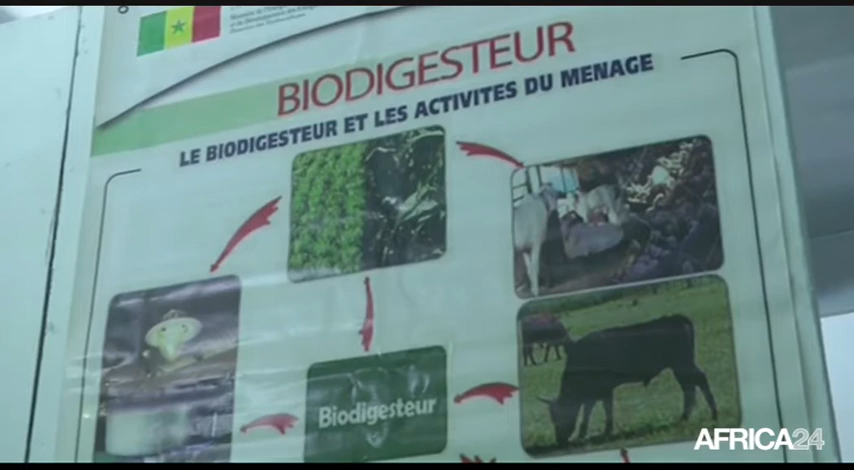 BIODIGESTEUR
LE BIODIGESTEUR ET LES ACTIVITES DU MENAGE
Biodigesteur
AFRICA24